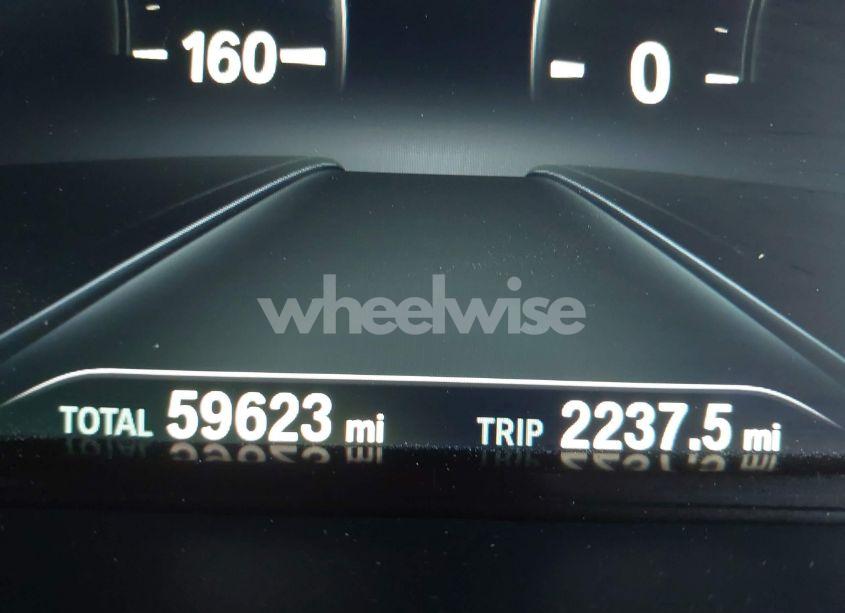 160 0
wheelwise
TOTAL 59623 mi TRIP 2237.5 mi